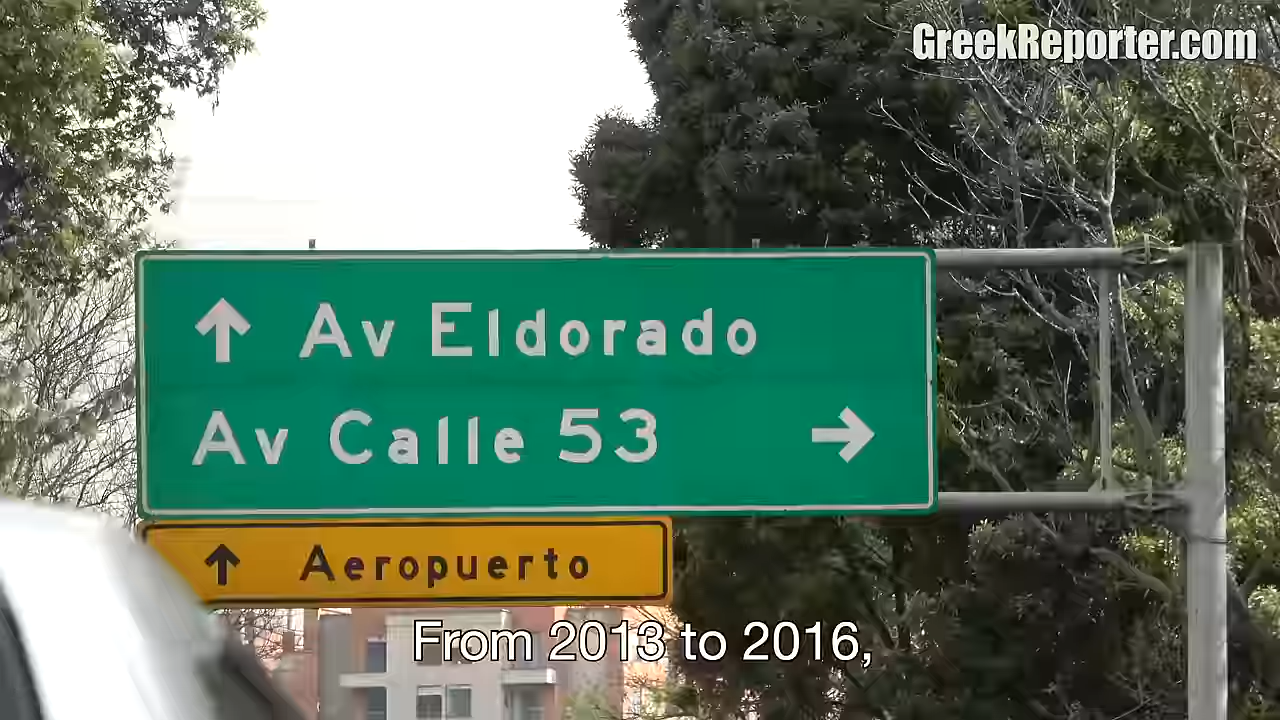 GreekReporter.com
Av Eldorado
Av Calle 53
Aeropuerto
From 2013 to 2016,